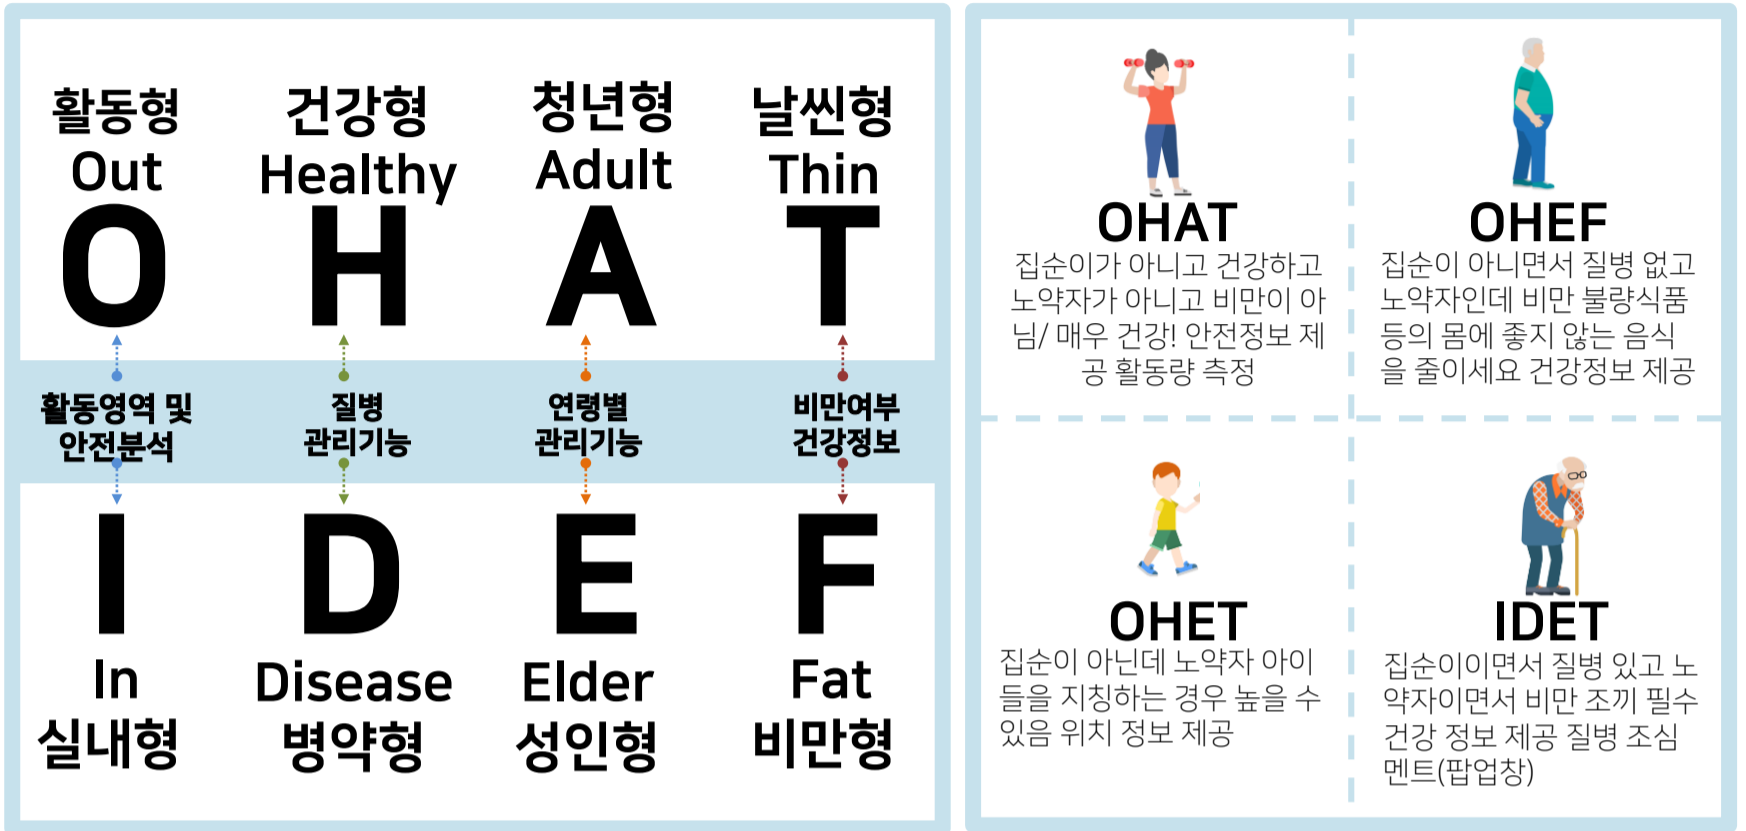 활동형 건강형 청년형 날씬형
Out Healthy Adult Thin
O H A T
활동영역 및 질병 연령별 비만여부
안전분석 관리기능 관리기능 건강정보
I D E F
In Disease Elder Fat
실내형 병약형 성인형 비만형
OHAT
집순이가 아니고 건강하고
노약자가 아니고 비만이 아
님/ 매우 건강! 안전정보 제
공 활동량 측정
OHEF
집순이 아니면서 질병 없고
노약자인데 비만 불량식품
등의 몸에 좋지 않는 음식
을 줄이세요 건강정보 제공
OHET
집순이 아닌데 노약자 아이
들을 지칭하는 경우 높을 수
있음 위치 정보 제공
IDET
집순이이면서 질병 있고 노
약자이면서 비만 조끼 필수
건강 정보 제공 질병 조심
멘트(팝업창)